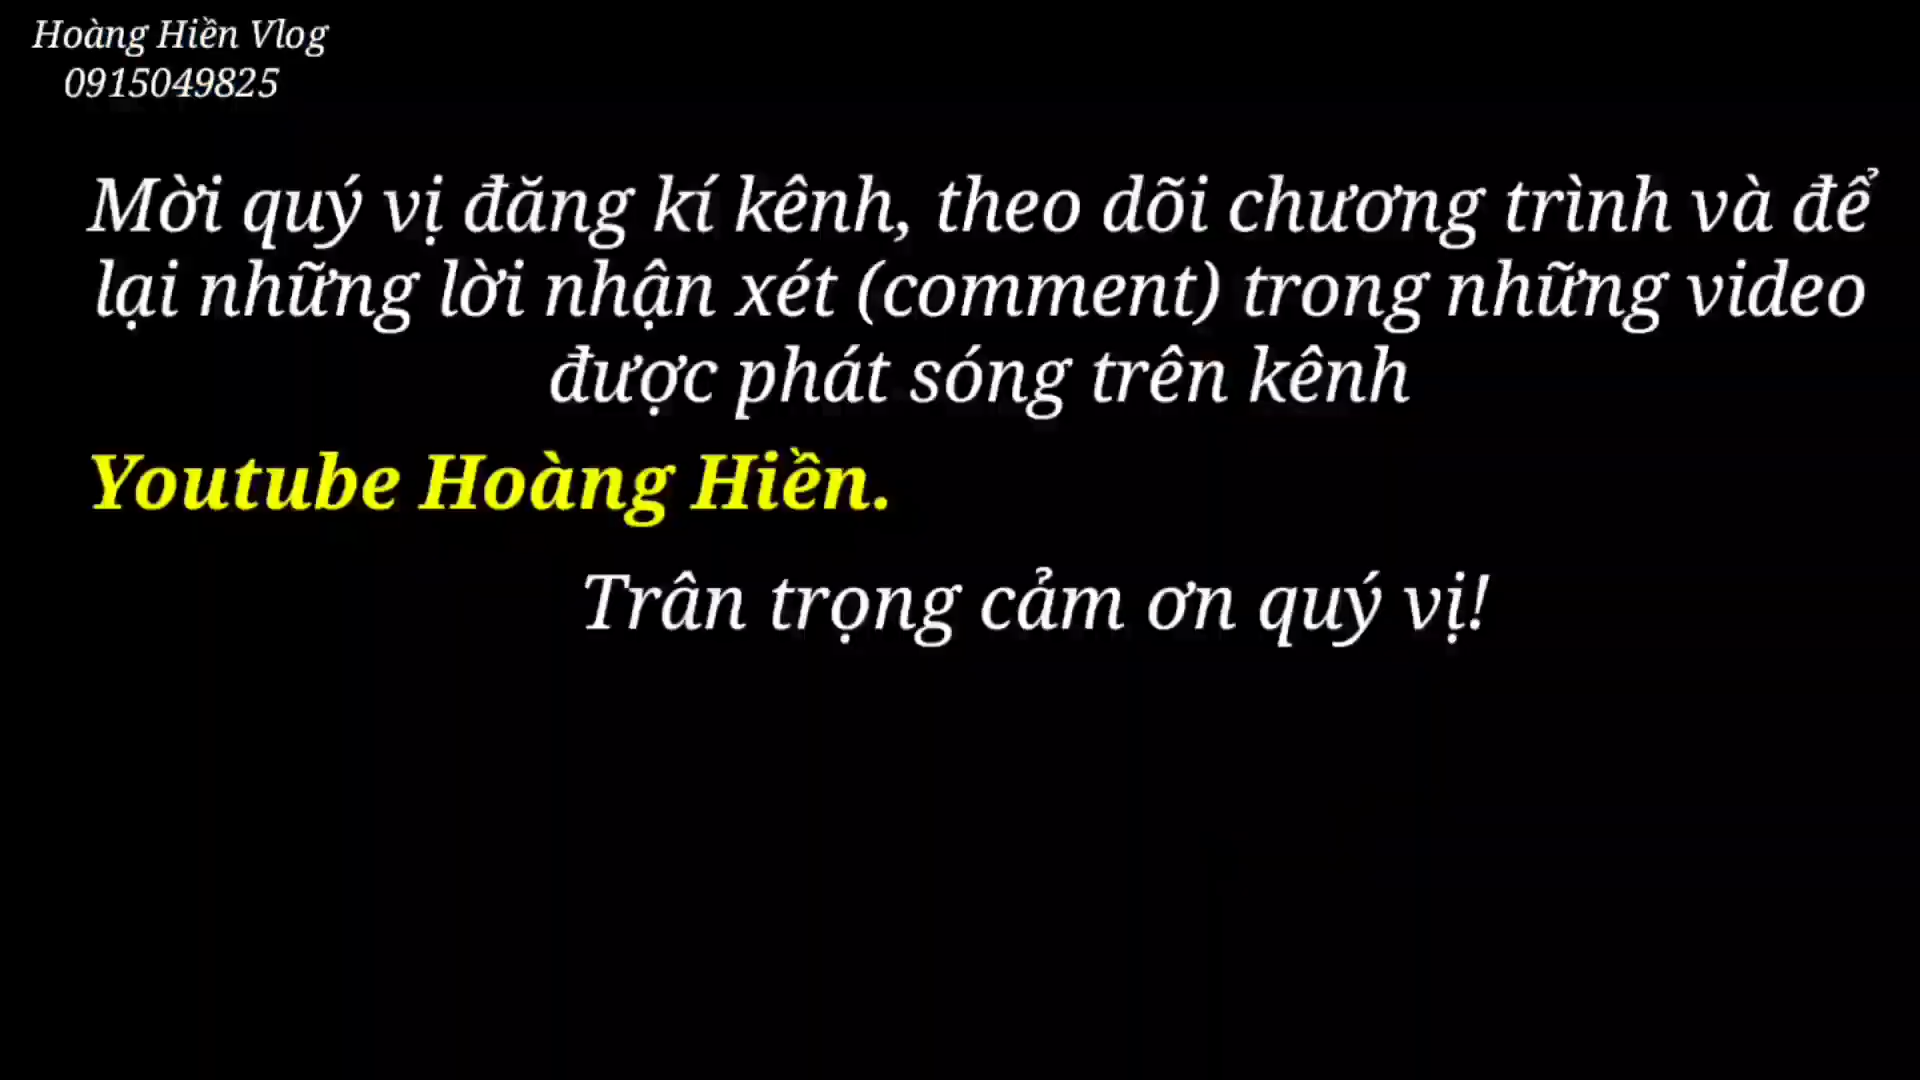 Hoàng Hiền Vlog
0915049825
Mời quý vị đăng kí kênh, theo dõi chương trình và để
lại những lời nhận xét (comment) trong những video
được phát sóng trên kênh
Youtube Hoàng Hiền.
Trân trọng cảm ơn quý vị!